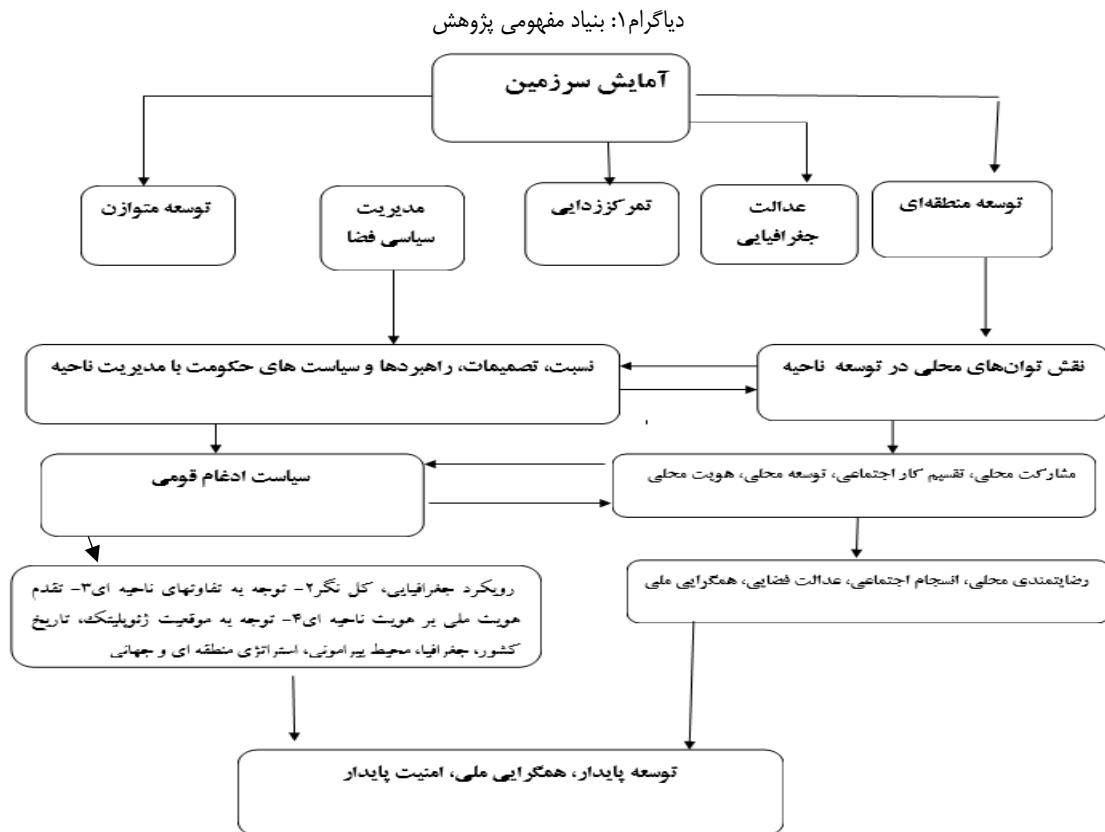 دیاگرام۱: بنیاد مفهومی پژوهش
آمایش سرزمین
توسعه منطقه‌ای
عدالت
جغرافیایی
تمرکززدایی
مدیریت
سیاسی فضا
توسعه متوازن
نقش توان‌های محلی در توسعه ناحیه
نسبت، تصمیمات، راهبردها و سیاست های حکومت با مدیریت ناحیه
مشارکت محلی، تقسیم کار اجتماعی، توسعه محلی، هویت محلی
سیاست ادغام قومی
رضایتمندی محلی، انسجام اجتماعی، عدالت فضایی، همگرایی ملی
رویکرد جغرافیایی، کل نگر۲- توجه به تفاوتهای ناحیه ای۳- تقدم
هویت ملی بر هویت ناحیه ای۴- توجه به موقعیت ژئوپلیتک، تاریخ
کشور، جغرافیا، محیط پیرامونی، استراتژی منطقه ای و جهانی
توسعه پایدار، همگرایی ملی، امنیت پایدار